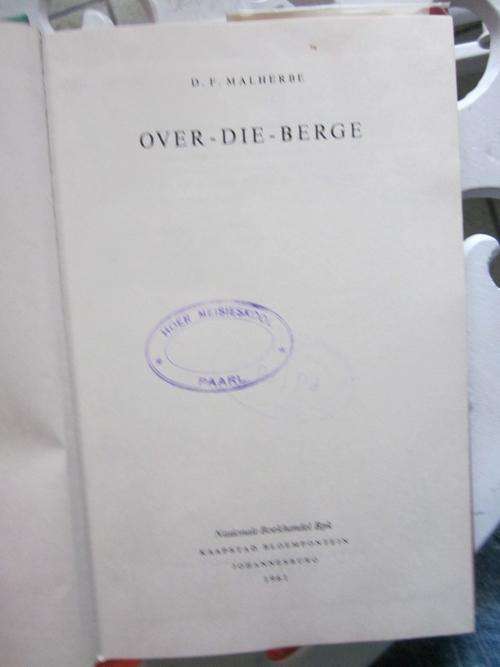 D. F. MALHERBE
OVER-DIE-BERGE
HOËR MEISIESKOOL
PAARL
Nasionale Boekhandel Bpk
KAAPSTAD BLOEMFONTEIN
JOHANNESBURG